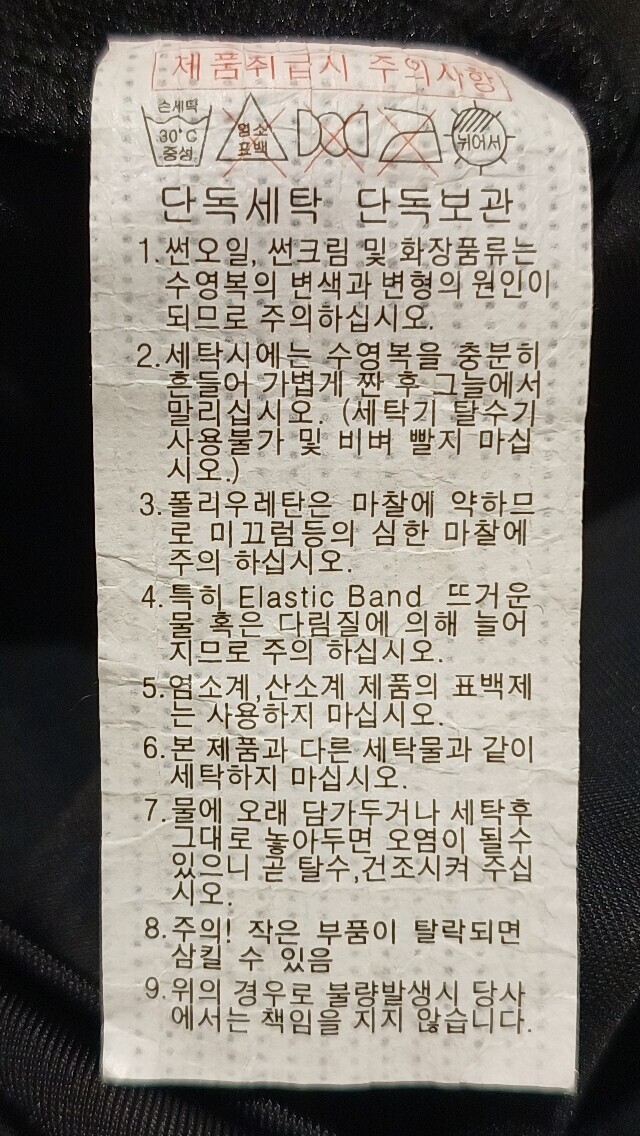 제품취급시 주의사항
손세탁
30°C
중성
염소
표백
뉘어서
단독세탁 단독보관
1.썬오일, 썬크림 및 화장품류는
수영복의 변색과 변형의 원인이
되므로 주의하십시오.
2.세탁시에는 수영복을 충분히
흔들어 가볍게 짠 후 그늘에서
말리십시오. (세탁기 탈수기
사용불가 및 비벼 빨지 마십
시오.)
3.폴리우레탄은 마찰에 약하므
로 미끄럼등의 심한 마찰에
주의 하십시오.
4.특히 Elastic Band 뜨거운
물 혹은 다림질에 의해 늘어
지므로 주의 하십시오.
5.염소계,산소계 제품의 표백제
는 사용하지 마십시오.
6.본 제품과 다른 세탁물과 같이
세탁하지 마십시오.
7.물에 오래 담가두거나 세탁후
그대로 놓아두면 오염이 될수
있으니 곧 탈수,건조시켜 주십
시오.
8.주의! 작은 부품이 탈락되면
삼킬 수 있음
9.위의 경우로 불량발생시 당사
에서는 책임을 지지 않습니다.